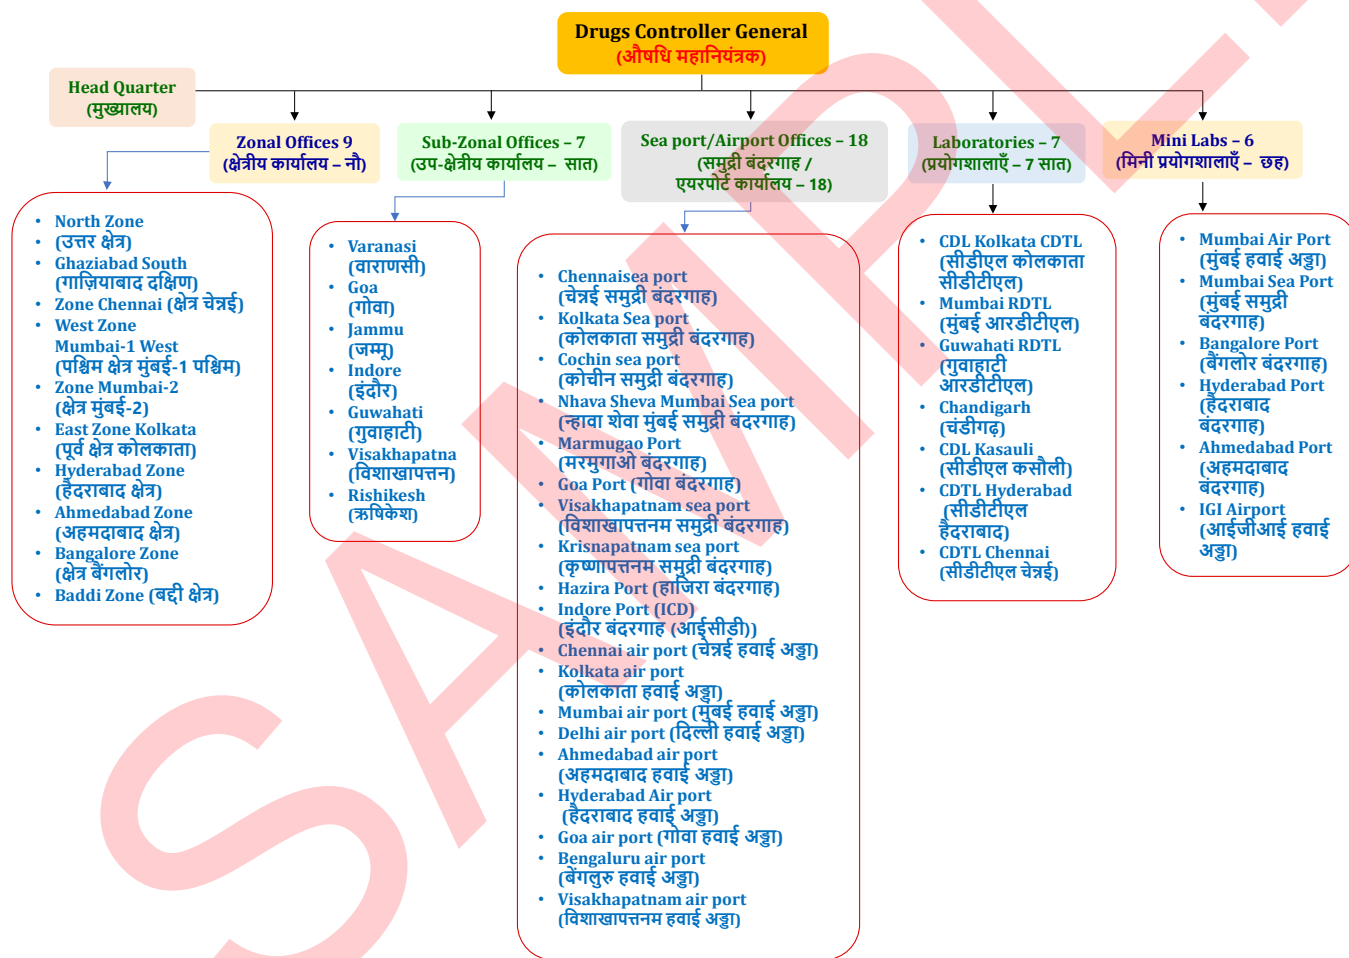 Drugs Controller General
(औषधि महानियंत्रक)
Head Quarter
(मुख्यालय)
Zonal Offices 9
(क्षेत्रीय कार्यालय – नौ)
Sub-Zonal Offices – 7
(उप-क्षेत्रीय कार्यालय – सात)
Sea port/Airport Offices - 18
(समुद्री बंदरगाह /
एयरपोर्ट कार्यालय – 18)
Laboratories – 7
(प्रयोगशालाएँ – 7 सात)
Mini Labs – 6
(मिनी प्रयोगशालाएँ – छह)
• North Zone
• (उत्तर क्षेत्र)
• Ghaziabad South
(गाज़ियाबाद दक्षिण)
• Zone Chennai (क्षेत्र चेन्नई)
• West Zone
Mumbai-1 West
(पश्चिम क्षेत्र मुंबई-1 पश्चिम)
• Zone Mumbai-2
(क्षेत्र मुंबई-2)
• East Zone Kolkata
(पूर्व क्षेत्र कोलकाता)
• Hyderabad Zone
(हैदराबाद क्षेत्र)
• Ahmedabad Zone
(अहमदाबाद क्षेत्र)
• Bangalore Zone
(क्षेत्र बैंगलोर)
• Baddi Zone (बद्दी क्षेत्र)
• Varanasi
(वाराणसी)
• Goa
(गोवा)
• Jammu
(जम्मू)
• Indore
(इंदौर)
• Guwahati
(गुवाहाटी)
• Visakhapatna
(विशाखापत्तन)
• Rishikesh
(ऋषिकेश)
• Chennaisea port
(चेन्नई समुद्री बंदरगाह)
• Kolkata Sea port
(कोलकाता समुद्री बंदरगाह)
• Cochin sea port
(कोचीन समुद्री बंदरगाह)
• Nhava Sheva Mumbai Sea port
(न्हावा शेवा मुंबई समुद्री बंदरगाह)
• Marmugao Port
(मरमुगाओ बंदरगाह)
• Goa Port (गोवा बंदरगाह)
• Visakhapatnam sea port
(विशाखापत्तनम समुद्री बंदरगाह)
• Krisnapatnam sea port
(कृष्णापत्तनम समुद्री बंदरगाह)
• Hazira Port (हाजिरा बंदरगाह)
• Indore Port (ICD)
(इंदौर बंदरगाह (आईसीडी))
• Chennai air port (चेन्नई हवाई अड्डा)
• Kolkata air port
(कोलकाता हवाई अड्डा)
• Mumbai air port (मुंबई हवाई अड्डा)
• Delhi air port (दिल्ली हवाई अड्डा)
• Ahmedabad air port
(अहमदाबाद हवाई अड्डा)
• Hyderabad Air port
(हैदराबाद हवाई अड्डा)
• Goa air port (गोवा हवाई अड्डा)
• Bengaluru air port
(बेंगलुरु हवाई अड्डा)
• Visakhapatnam air port
(विशाखापत्तनम हवाई अड्डा)
• CDL Kolkata CDTL
(सीडीएल कोलकाता
सीडीटीएल)
• Mumbai RDTL
(मुंबई आरडीटीएल)
• Guwahati RDTL
(गुवाहाटी
आरडीटीएल)
• Chandigarh
(चंडीगढ़)
• CDL Kasauli
(सीडीएल कसौली)
• CDTL Hyderabad
(सीडीटीएल
हैदराबाद)
• CDTL Chennai
(सीडीटीएल चेन्नई)
• Mumbai Air Port
(मुंबई हवाई अड्डा)
• Mumbai Sea Port
(मुंबई समुद्री
बंदरगाह)
• Bangalore Port
(बैंगलोर बंदरगाह)
• Hyderabad Port
(हैदराबाद
बंदरगाह)
• Ahmedabad Port
(अहमदाबाद
बंदरगाह)
• IGI Airport
(आईजीआई हवाई
अड्डा)
SAMPL